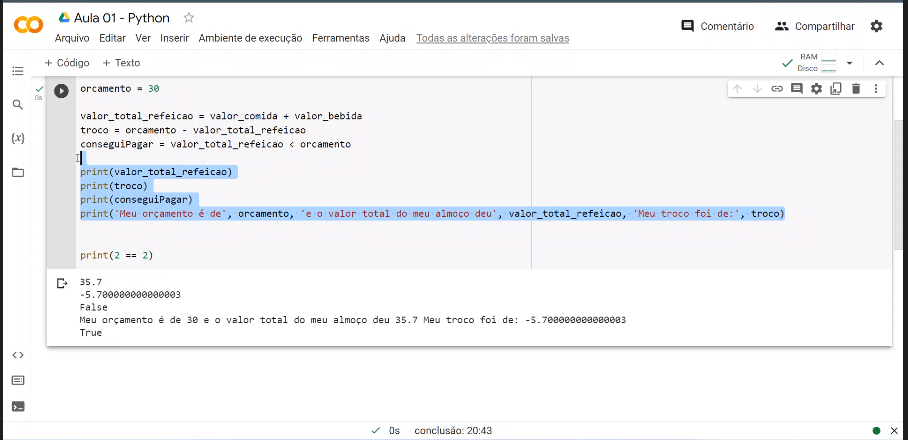 Aula 01 - Python
Comentário
Compartilhar
Arquivo Editar Ver Inserir Ambiente de execução Ferramentas Ajuda Todas as alterações foram salvas
+ Código + Texto
RAM
Disco
0s
{x}
orcamento = 30
valor_total_refeicao = valor_comida + valor_bebida
troco = orcamento - valor_total_refeicao
conseguiPagar = valor_total_refeicao < orcamento
print(valor_total_refeicao)
print(troco)
print(conseguiPagar)
print('Meu orçamento é de', orcamento, 'e o valor total do meu almoço deu', valor_total_refeicao, 'Meu troco foi de:', troco)
print(2 == 2)
35.7
-5.700000000000003
False
Meu orçamento é de 30 e o valor total do meu almoço deu 35.7 Meu troco foi de: -5.700000000000003
True
0s conclusão: 20:43